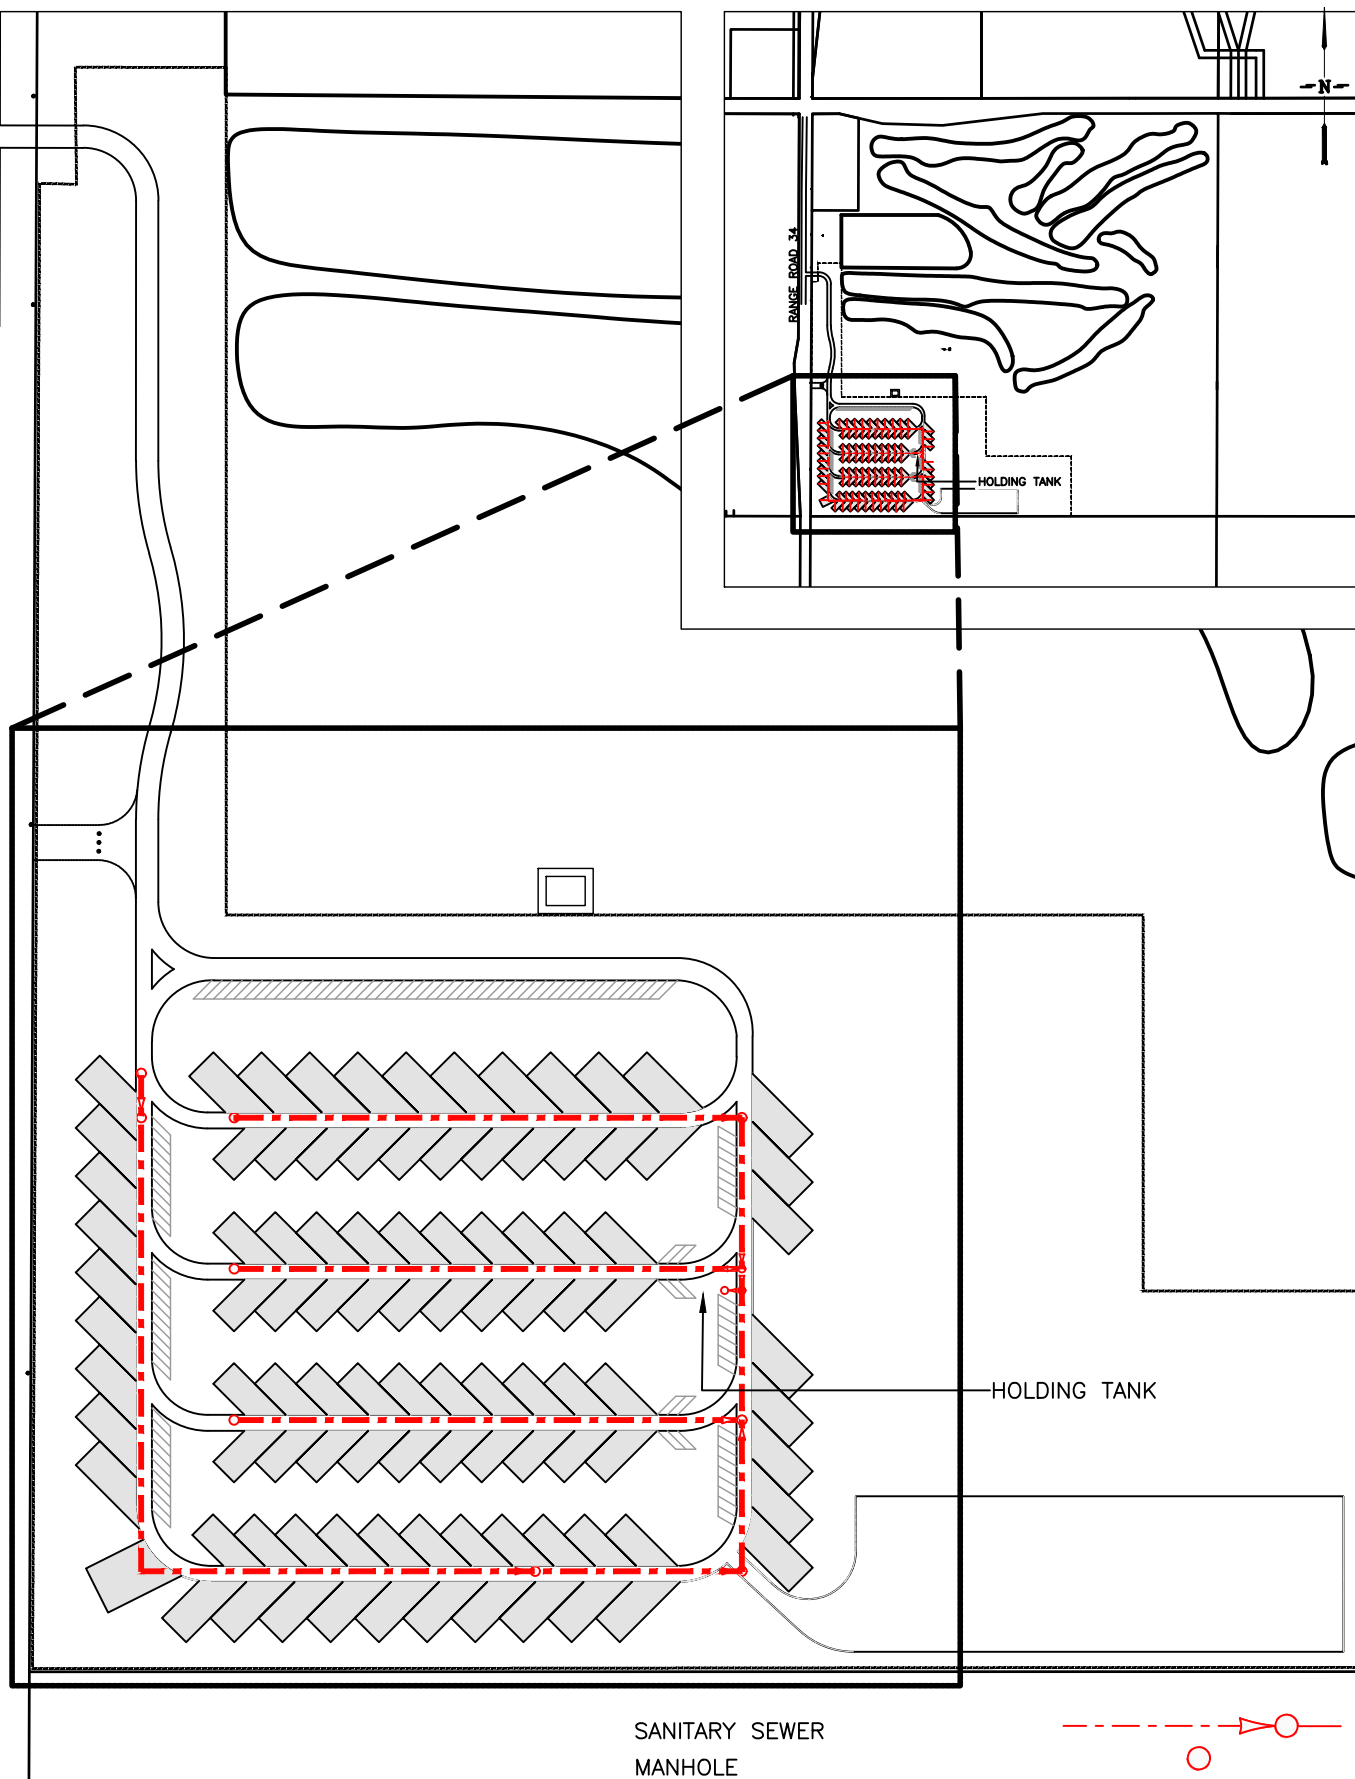 -N-
RANGE ROAD 34
HOLDING TANK
HOLDING TANK
SANITARY SEWER
MANHOLE